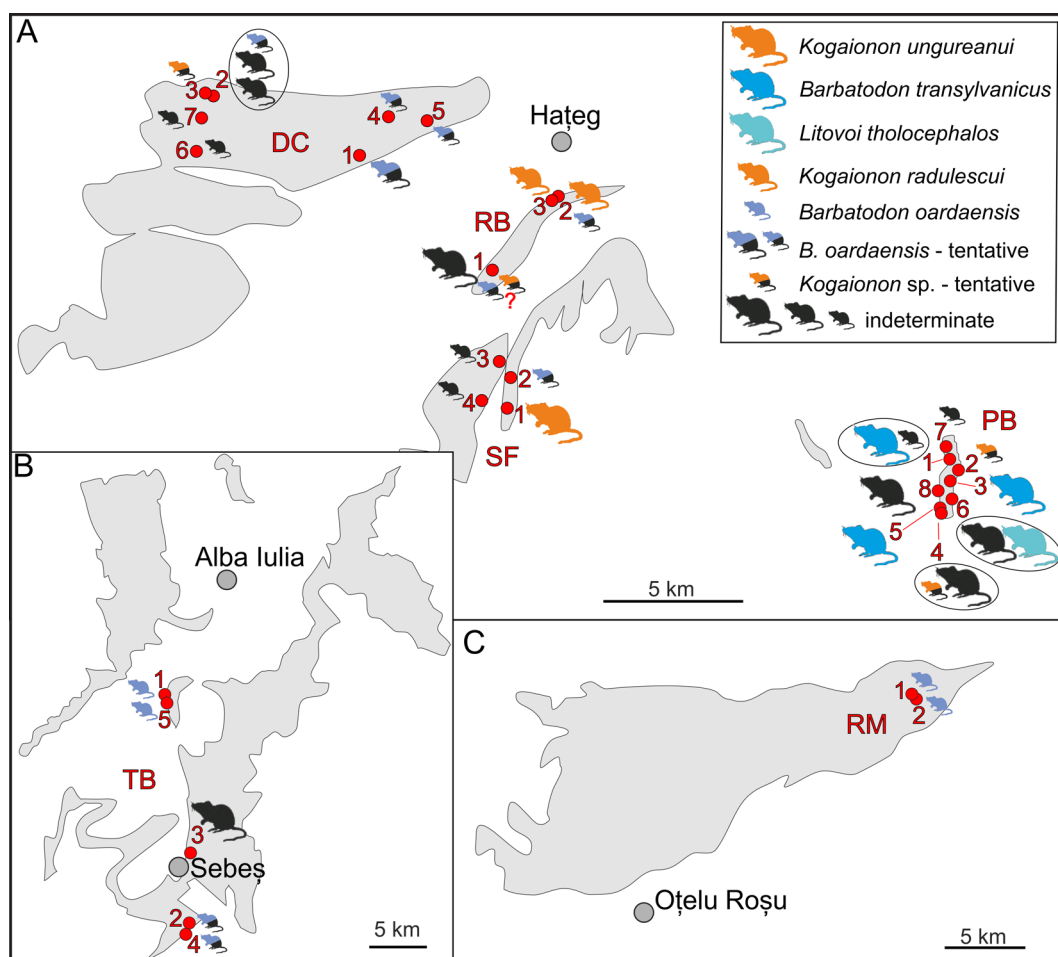 A
Kogaionon ungureanui
Barbatodon transylvanicus
Litovoi tholocephalos
Kogaionon radulescui
Barbatodon oardaensis
B. oardaensis - tentative
Kogaionon sp. - tentative
indeterminate
3
2
7
6
DC
4
5
1
Hațeg
RB
3
2
1
?
3
2
4
1
SF
PB
7
1
2
3
8
6
5
4
5 km
B
Alba Iulia
1
5
TB
3
Sebeș
2
4
5 km
C
1
2
RM
Oțelu Roșu
5 km